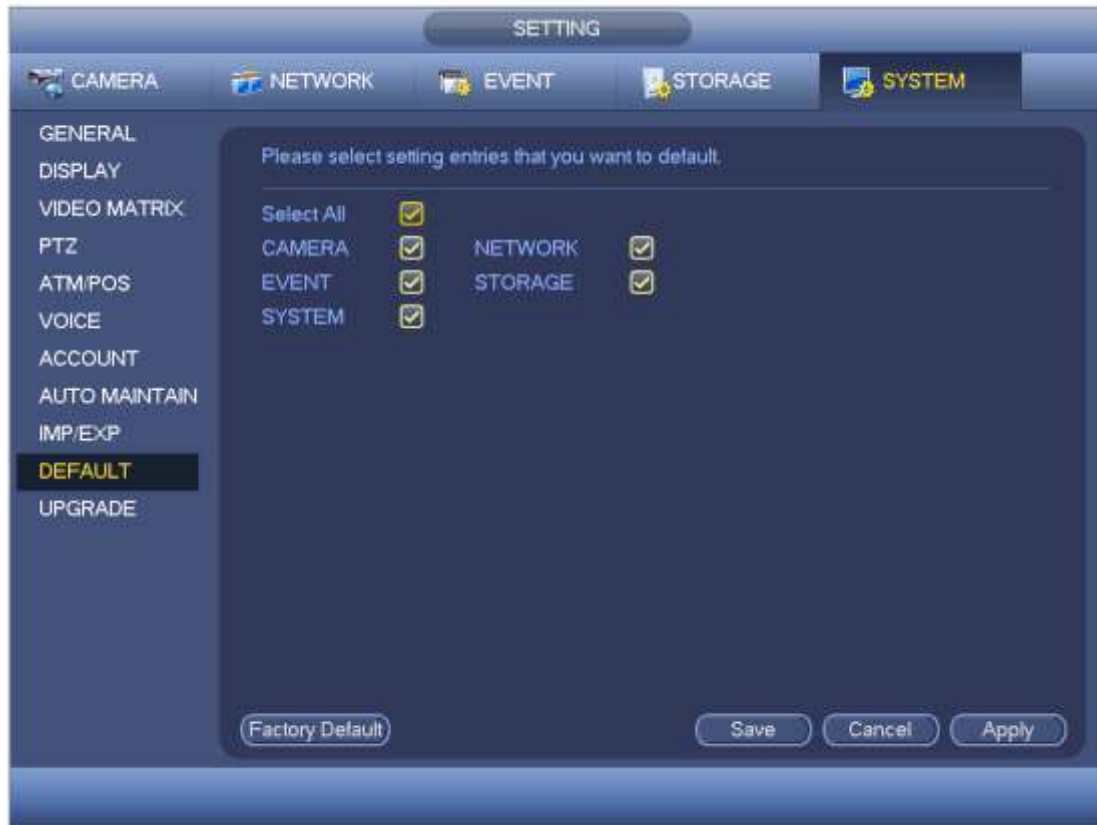 SETTING
CAMERA NETWORK EVENT STORAGE SYSTEM
GENERAL
DISPLAY
VIDEO MATRIX
PTZ
ATM/POS
VOICE
ACCOUNT
AUTO MAINTAIN
IMP/EXP
DEFAULT
UPGRADE
Please select setting entries that you want to default.
Select All
CAMERA NETWORK
EVENT STORAGE
SYSTEM
Factory Default Save Cancel Apply